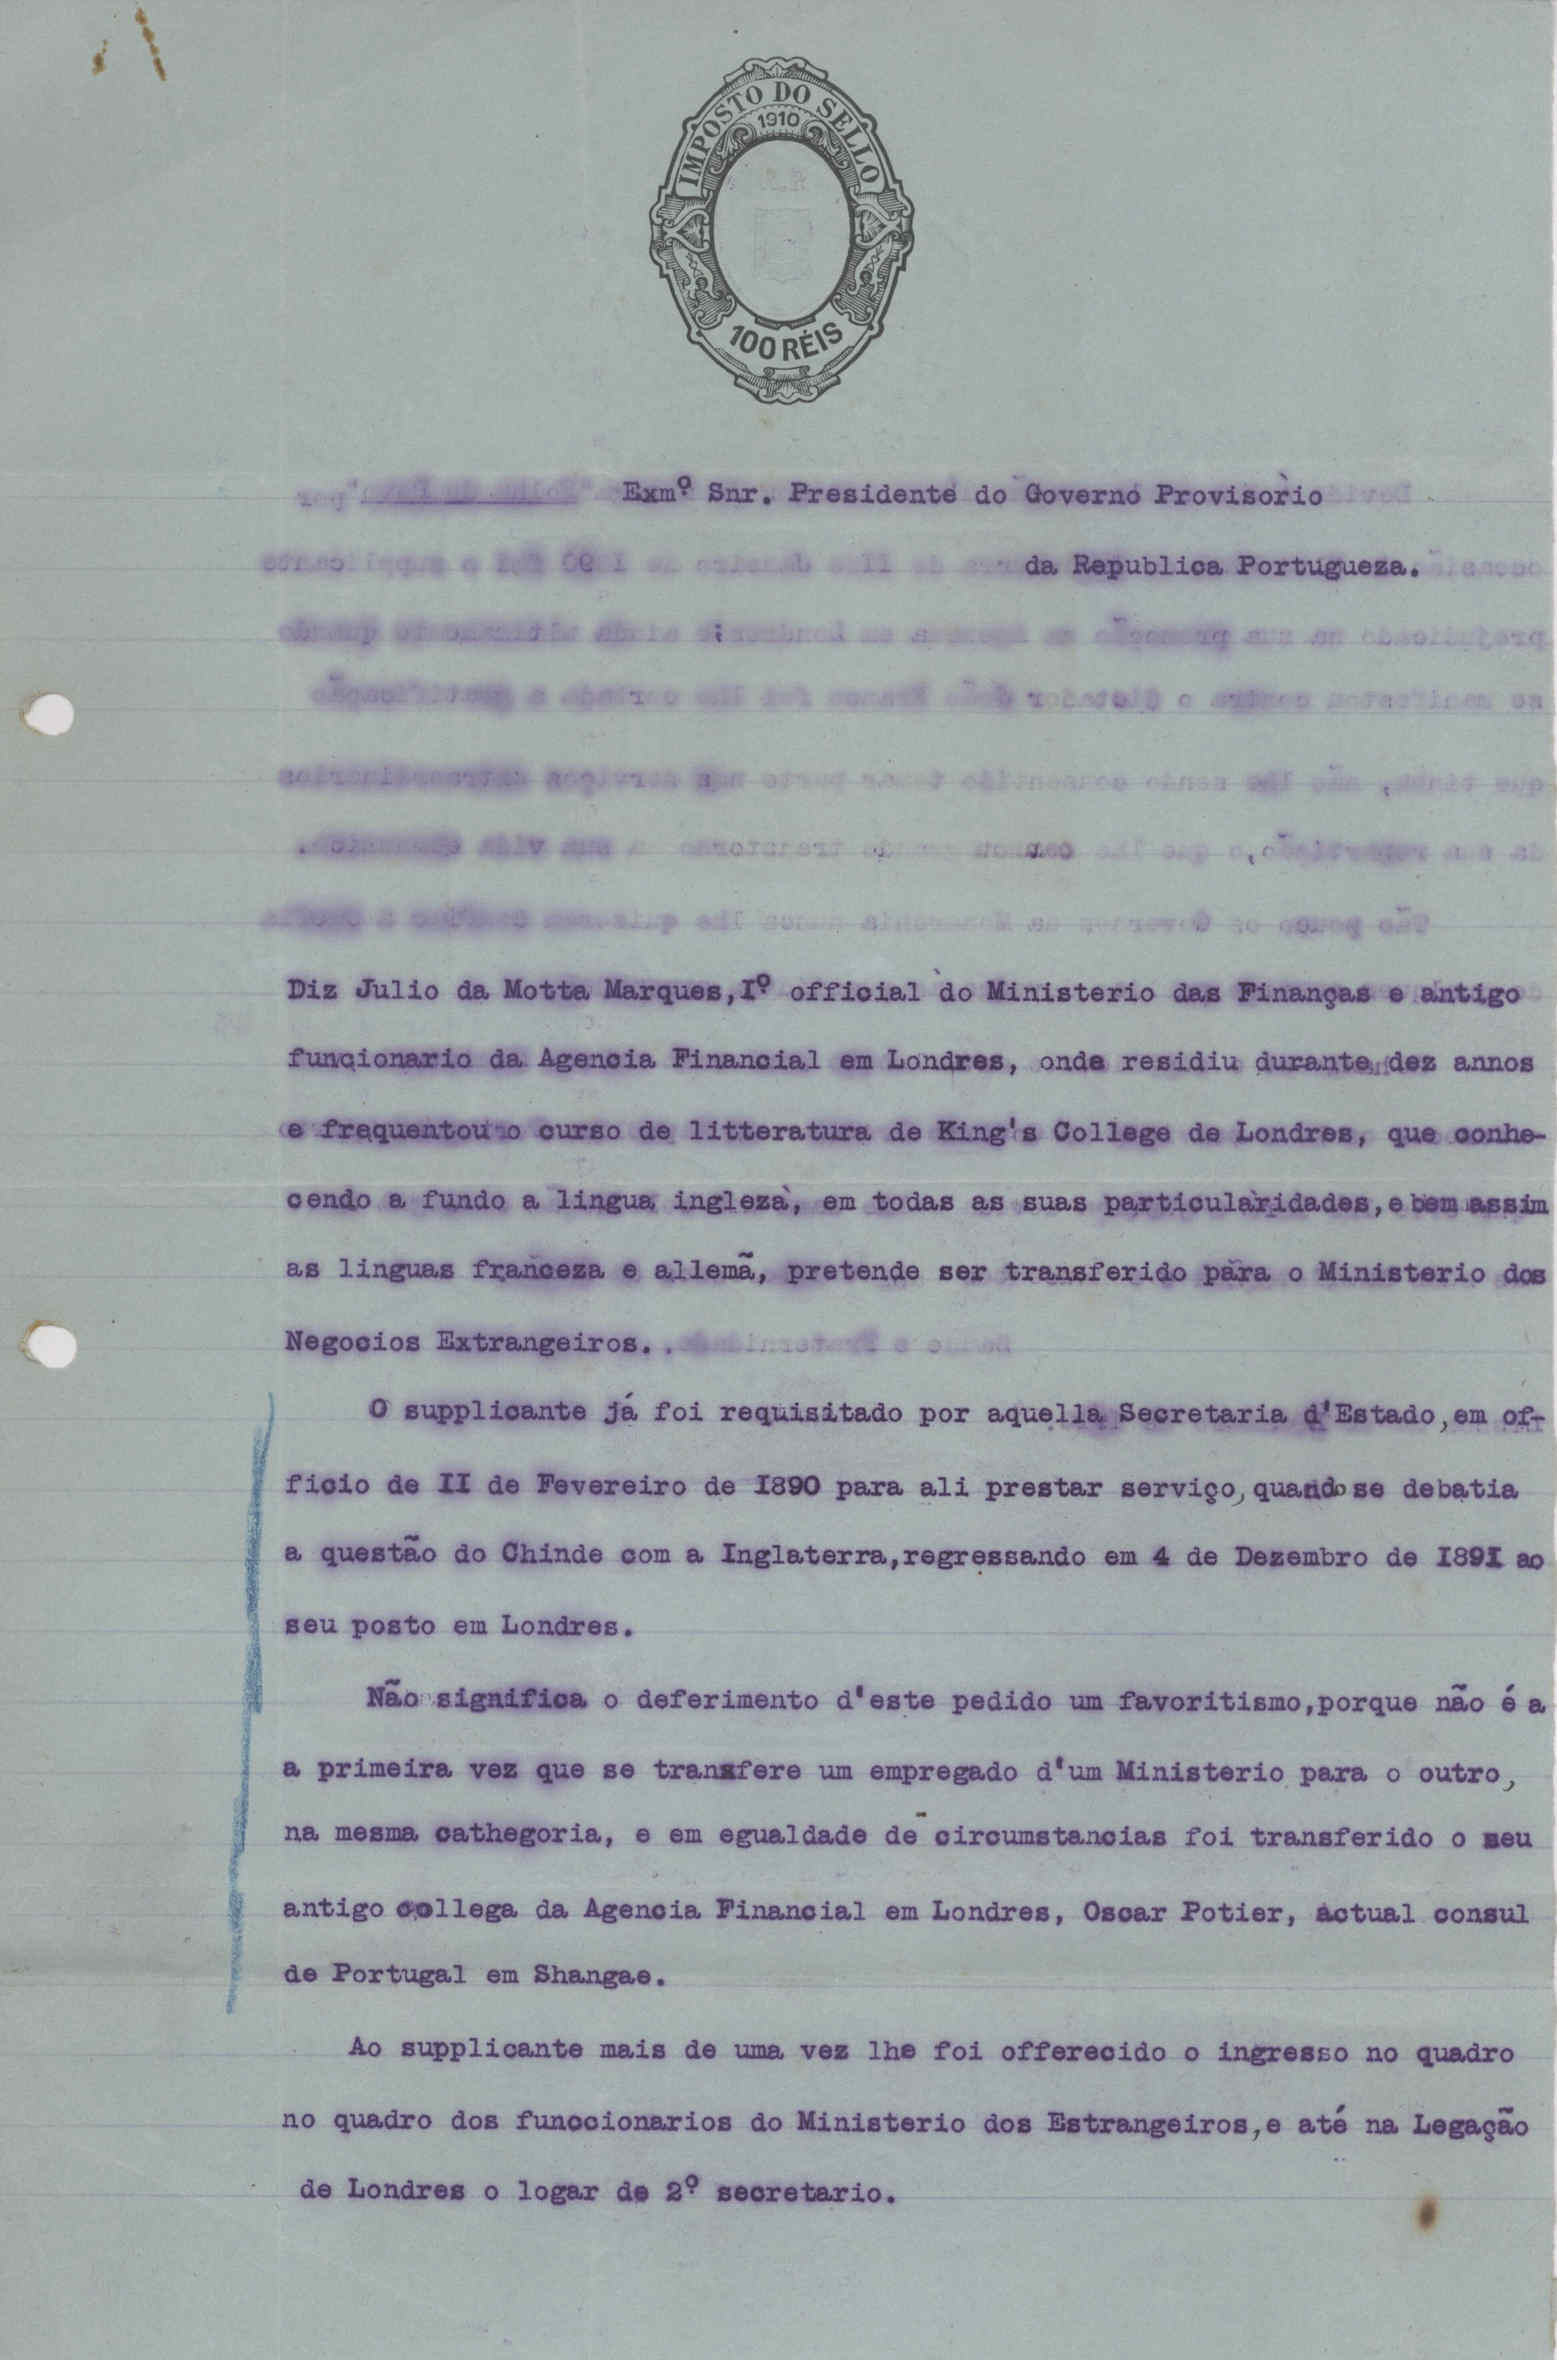 IMPOSTO DO SELLO
1910
100 RÉIS
Exmº Snr. Presidente do Governo Provisorio
da Republica Portugueza.
Diz Julio da Motta Marques,Iº official do Ministerio das Finanças e antigo
funcionario da Agencia Financial em Londres, onde residiu durante dez annos
e frequentou o curso de litteratura de King's College de Londres, que conhe-
cendo a fundo a lingua ingleza, em todas as suas particularidades,e bem assim
as linguas franceza e allemã, pretende ser transferido para o Ministerio dos
Negocios Extrangeiros..
O supplicante já foi requisitado por aquella Secretaria d'Estado,em of-
ficio de II de Fevereiro de I890 para ali prestar serviço,quando se debatia
a questão do Chinde com a Inglaterra,regressando em 4 de Dezembro de I89I ao
seu posto em Londres.
Não significa o deferimento d'este pedido um favoritismo,porque não é a
a primeira vez que se transfere um empregado d'um Ministerio para o outro,
na mesma cathegoria, e em egualdade de circumstancias foi transferido o seu
antigo collega da Agencia Financial em Londres, Oscar Potier, actual consul
de Portugal em Shangae.
Ao supplicante mais de uma vez lhe foi offerecido o ingresso no quadro
no quadro dos funccionarios do Ministerio dos Estrangeiros,e até na Legação
de Londres o logar de 2º secretario.